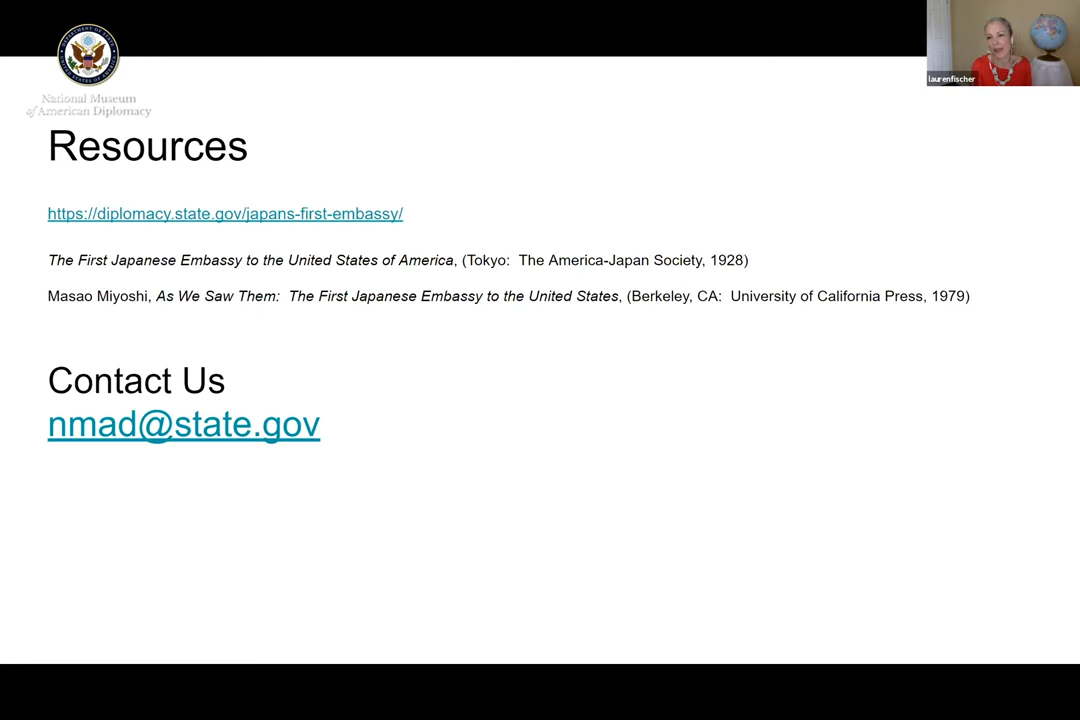 National Museum
of American Diplomacy
laurenfischer
Resources
https://diplomacy.state.gov/japans-first-embassy/
The First Japanese Embassy to the United States of America, (Tokyo:  The America-Japan Society, 1928)
Masao Miyoshi, As We Saw Them:  The First Japanese Embassy to the United States, (Berkeley, CA:  University of California Press, 1979)
Contact Us
nmad@state.gov